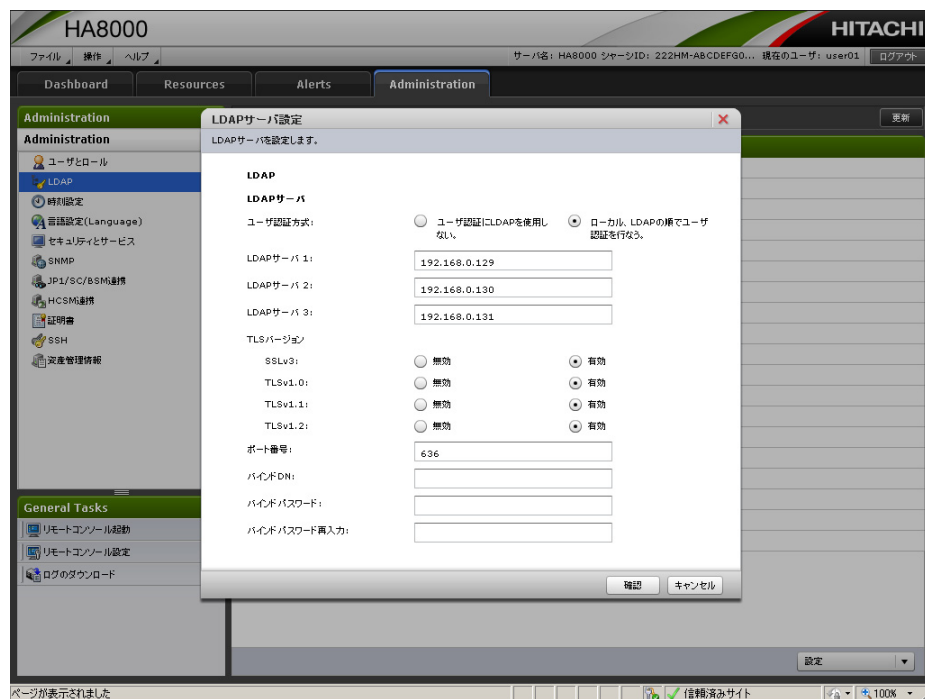 HA8000
HITACHI
ファイル 操作 ヘルプ
サーバ名: HA8000 シャーシID: 222HM-ABCDEFGO... 現在のユーザ: user01 ログアウト
Dashboard Resources Alerts Administration
Administration
更新
Administration
ユーザとロール
LDAP
時刻設定
言語設定(Language)
セキュリティとサービス
SNMP
JP1/SC/BSMi連携
HCSMi連携
証明書
SSH
資産管理情報
General Tasks
リモートコンソール起動
リモートコンソール設定
ログのダウンロード
LDAPサーバ設定
LDAPサーバを設定します。
LDAP
LDAPサーバ
ユーザ認証方式: ユーザ認証にLDAPを使用し ローカル、LDAPの順でユーザ
ない。 認証を行なう。
LDAPサーバ 1: 192.168.0.129
LDAPサーバ 2: 192.168.0.130
LDAPサーバ 3: 192.168.0.131
TLSバージョン
SSLv3: 無効 有効
TLSv1.0: 無効 有効
TLSv1.1: 無効 有効
TLSv1.2: 無効 有効
ポート番号: 636
バインドDN:
バインドパスワード:
バインドパスワード再入力:
確認 キャンセル
設定
ページが表示されました
信頼済みサイト
100%